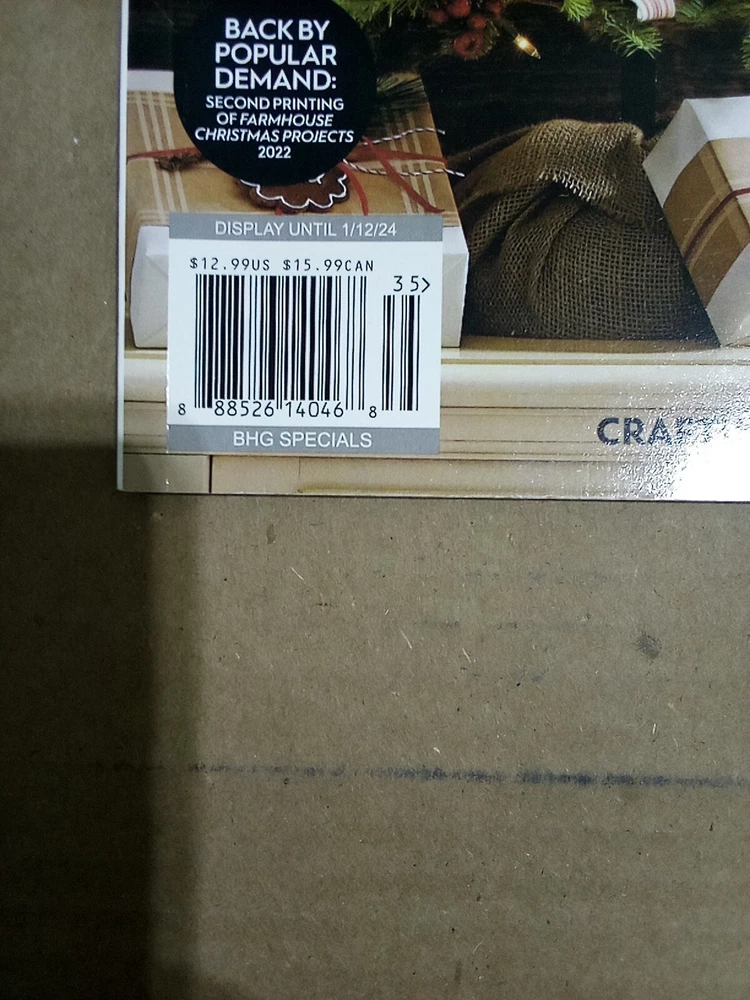 BACK BY
POPULAR
DEMAND:
SECOND PRINTING
OF FARMHOUSE
CHRISTMAS PROJECTS
2022
DISPLAY UNTIL 1/12/24
$12.99US $15.99CAN
35>
8 88526 14046 8
BHG SPECIALS